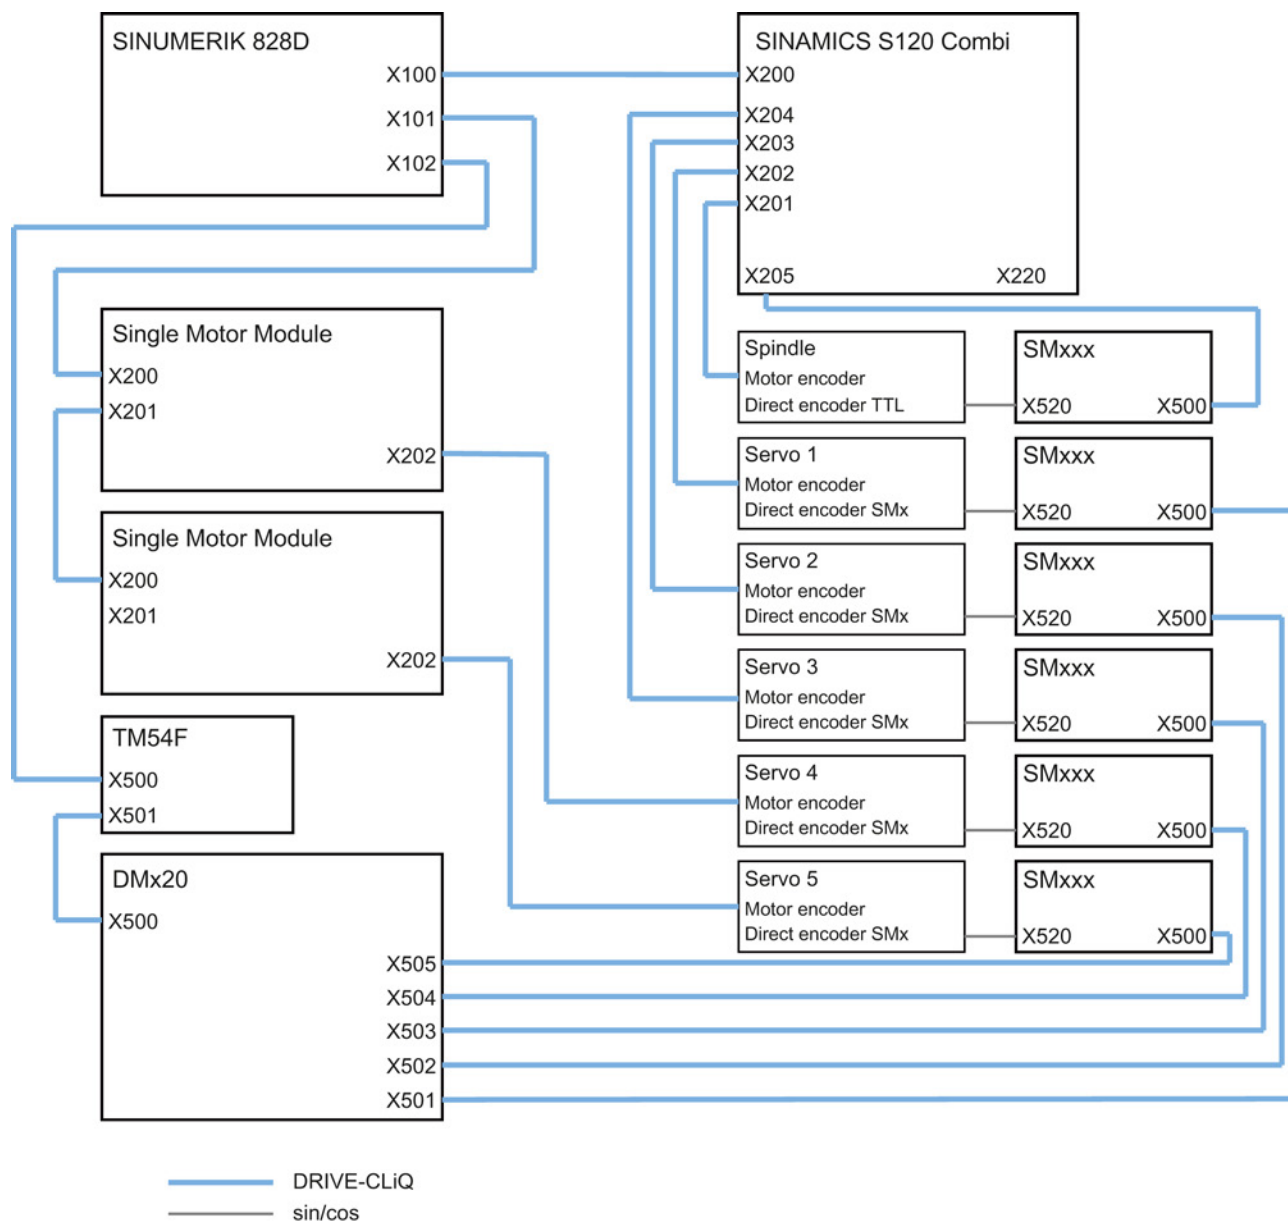 SINUMERIK 828D
X100
X101
X102
SINAMICS S120 Combi
X200
X204
X203
X202
X201
X205 X220
Single Motor Module
X200
X201
X202
Single Motor Module
X200
X201
X202
TM54F
X500
X501
DMx20
X500
X505
X504
X503
X502
X501
Spindle
Motor encoder
Direct encoder TTL
SMxxx
X520 X500
Servo 1
Motor encoder
Direct encoder SMx
SMxxx
X520 X500
Servo 2
Motor encoder
Direct encoder SMx
SMxxx
X520 X500
Servo 3
Motor encoder
Direct encoder SMx
SMxxx
X520 X500
Servo 4
Motor encoder
Direct encoder SMx
SMxxx
X520 X500
Servo 5
Motor encoder
Direct encoder SMx
SMxxx
X520 X500
DRIVE-CLiQ
sin/cos